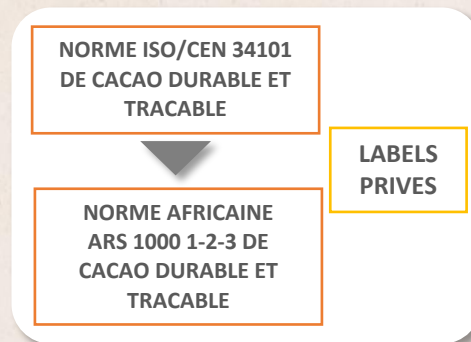 NORME ISO/CEN 34101
DE CACAO DURABLE ET
TRACABLE
LABELS
PRIVES
NORME AFRICAINE
ARS 1000 1-2-3 DE
CACAO DURABLE ET
TRACABLE